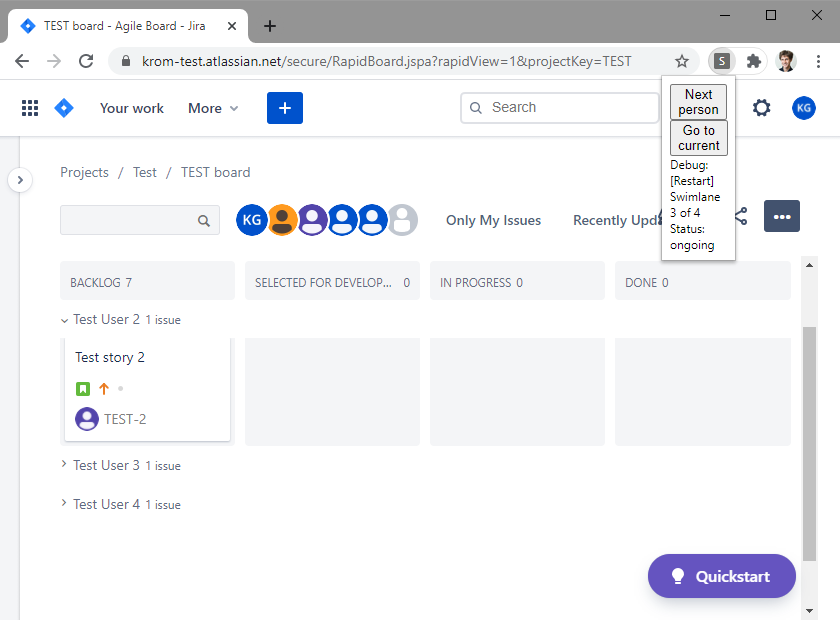 TEST board - Agile Board - Jira
krom-test.atlassian.net/secure/RapidBoard.jspa?rapidView=1&projectKey=TEST
S
Your work
More
Search
KG
Next
person
Go to
current
Debug:
[Restart]
Swimlane
3 of 4
Status:
ongoing
Projects / Test / TEST board
KG
Only My Issues
Recently Upda
BACKLOG 7
SELECTED FOR DEVELOP... 0
IN PROGRESS 0
DONE 0
Test User 2 1 issue
Test story 2
TEST-2
Test User 3 1 issue
Test User 4 1 issue
Quickstart